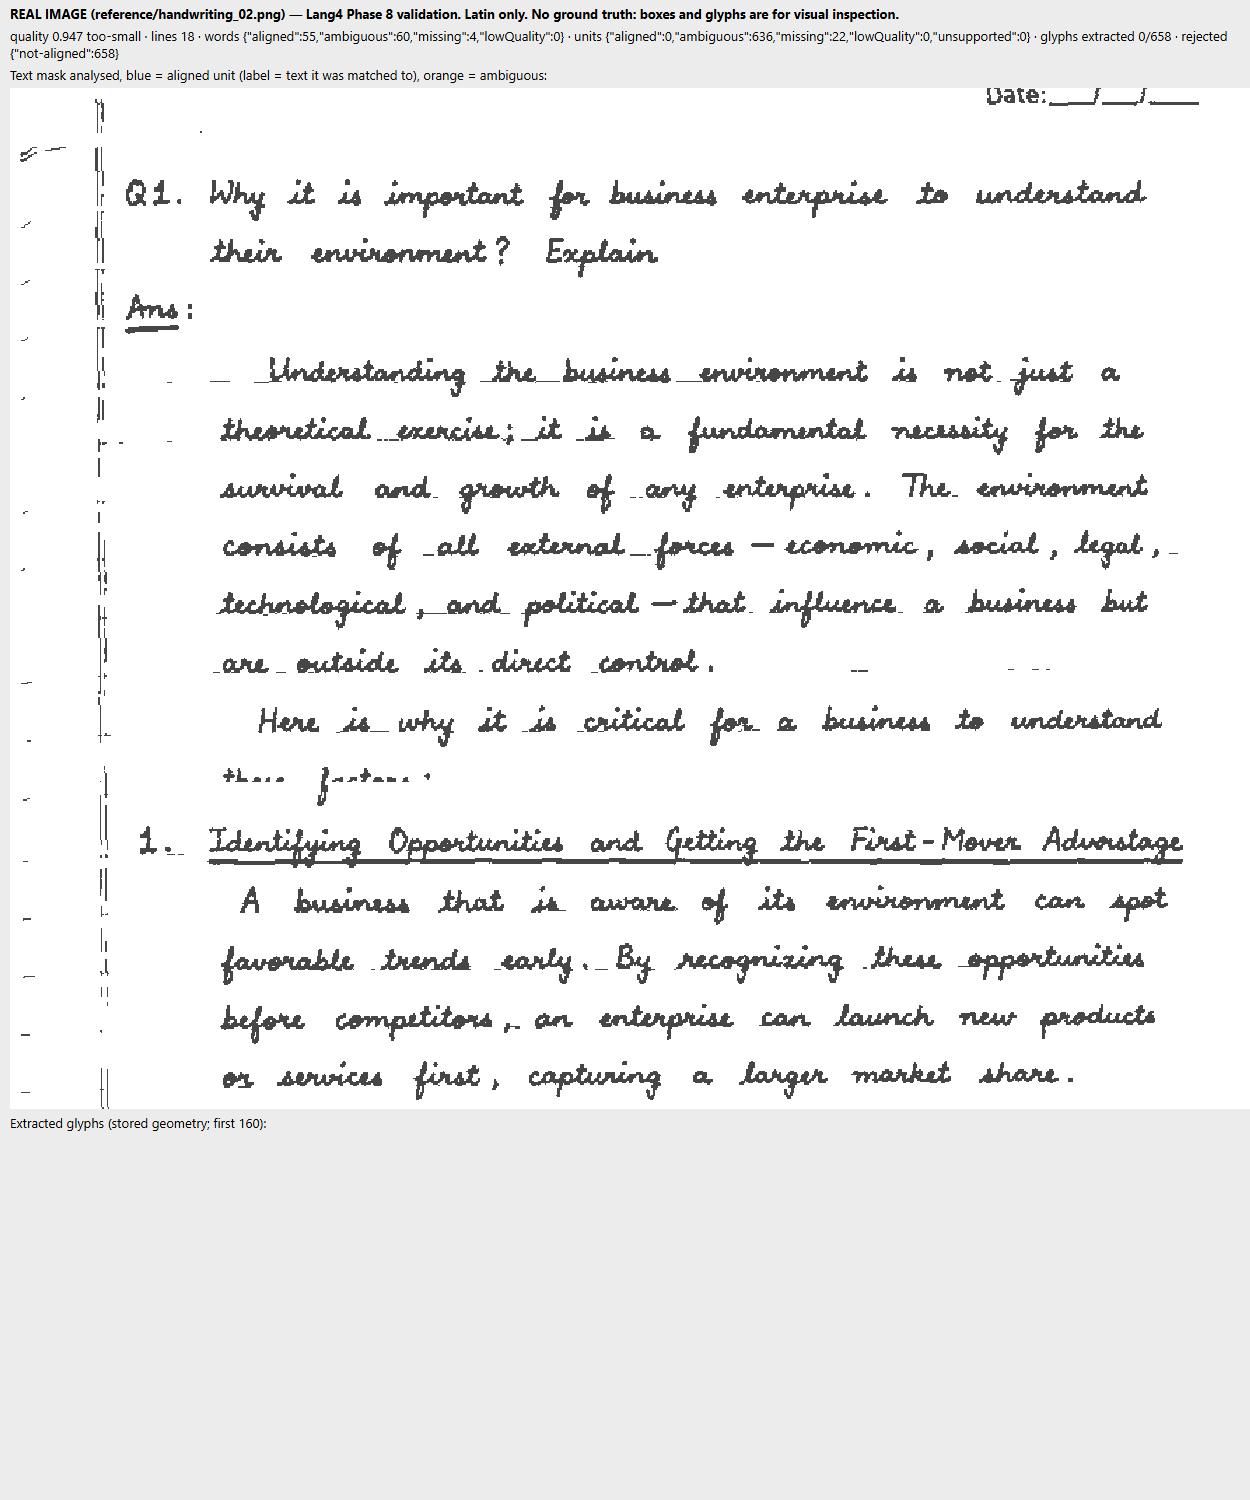 REAL IMAGE (reference/handwriting_02.png) — Lang4 Phase 8 validation. Latin only. No ground truth: boxes and glyphs are for visual inspection.
quality 0.947 too-small · lines 18 · words {"aligned":55,"ambiguous":60,"missing":4,"lowQuality":0} · units {"aligned":0,"ambiguous":636,"missing":22,"lowQuality":0,"unsupported":0} · glyphs extracted 0/658 · rejected
{"not-aligned":658}
Text mask analysed, blue = aligned unit (label = text it was matched to), orange = ambiguous:
Date:__/__/___
Q1. Why it is important for business enterprise to understand
their environment? Explain
Ans:
Understanding the business environment is not just a
theoretical exercise; it is a fundamental necessity for the
survival and growth of any enterprise. The environment
consists of all external forces — economic, social, legal,
technological, and political — that influence a business but
are outside its direct control.
Here is why it is critical for a business to understand
1. Identifying Opportunities and Getting the First-Mover
A business that is aware of its environment can spot
favorable trends early. By recognizing these opportunities
before competitors, an enterprise can launch new products
or services first, capturing a larger market share.
Extracted glyphs (stored geometry; first 160):